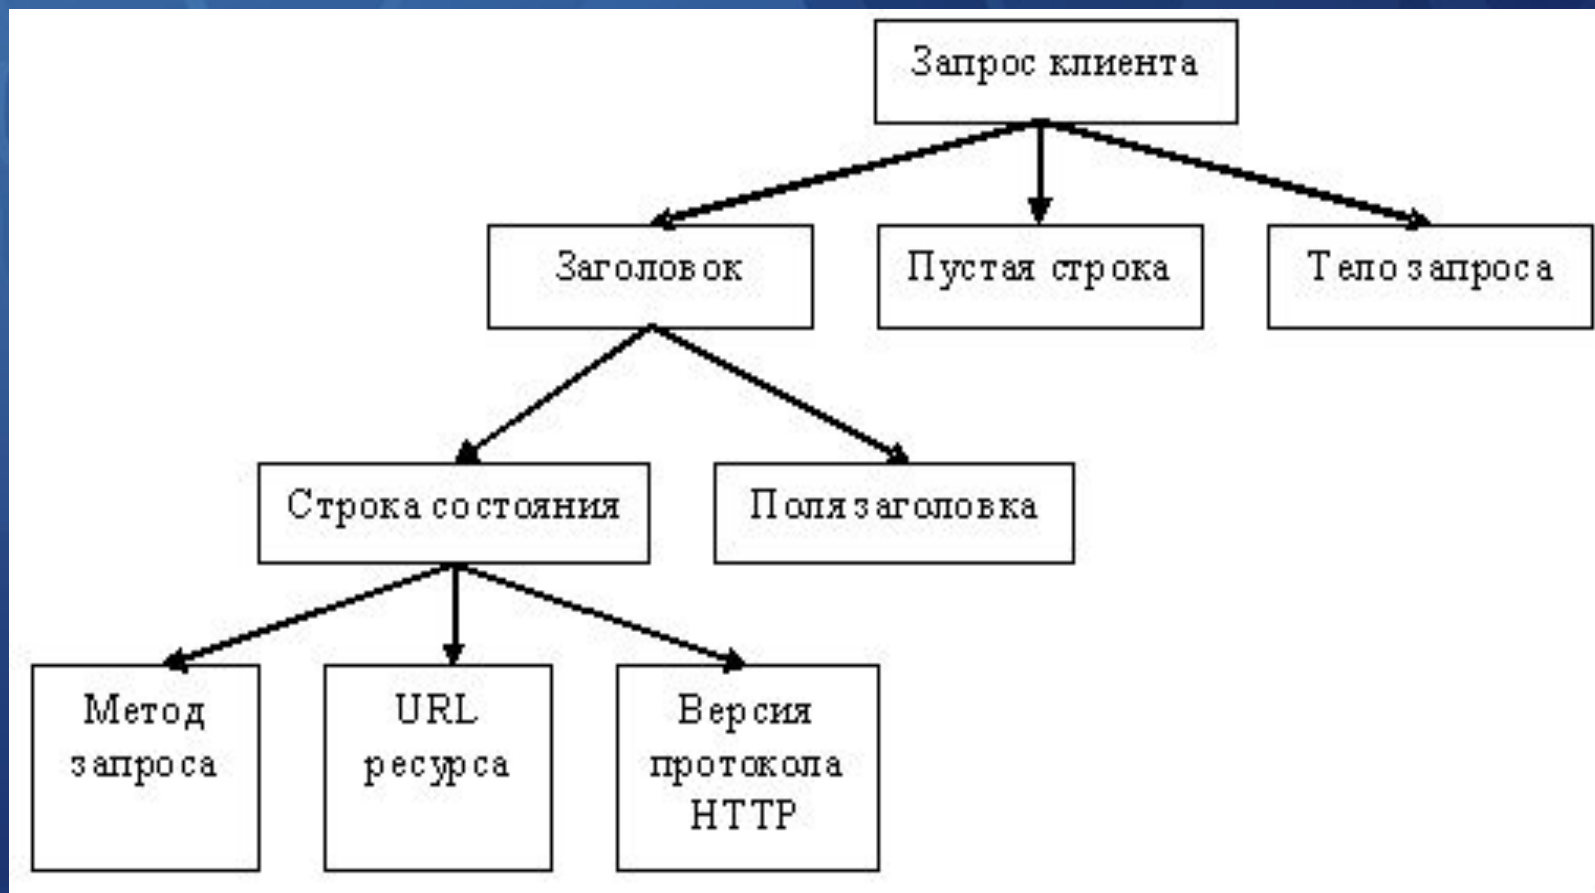 Запрос клиента
Заголовок
Пустая строка
Тело запроса
Строка состояния
Поля заголовка
Метод
запроса
URL
ресурса
Версия
протокола
HTTP